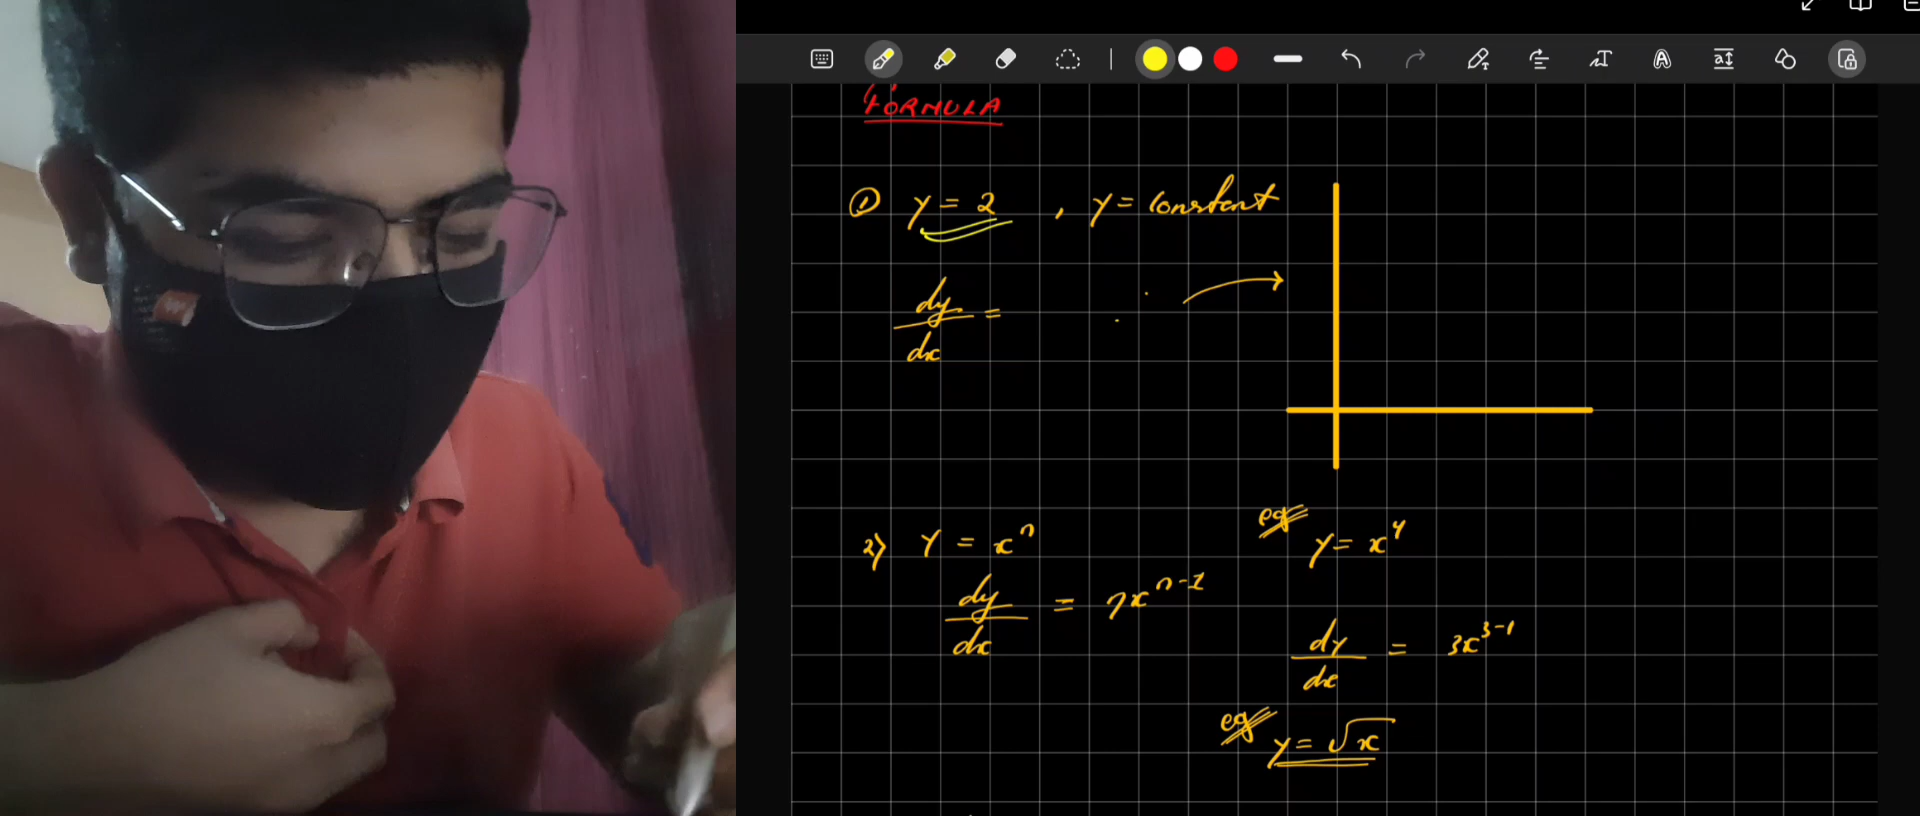 FORMULA
① y = 2 , y = constant
dy/dx =
2) y = xⁿ
dy/dx = nxⁿ⁻¹
eg y = x⁴
dy/dx = 3x³⁻¹
eg y = √x